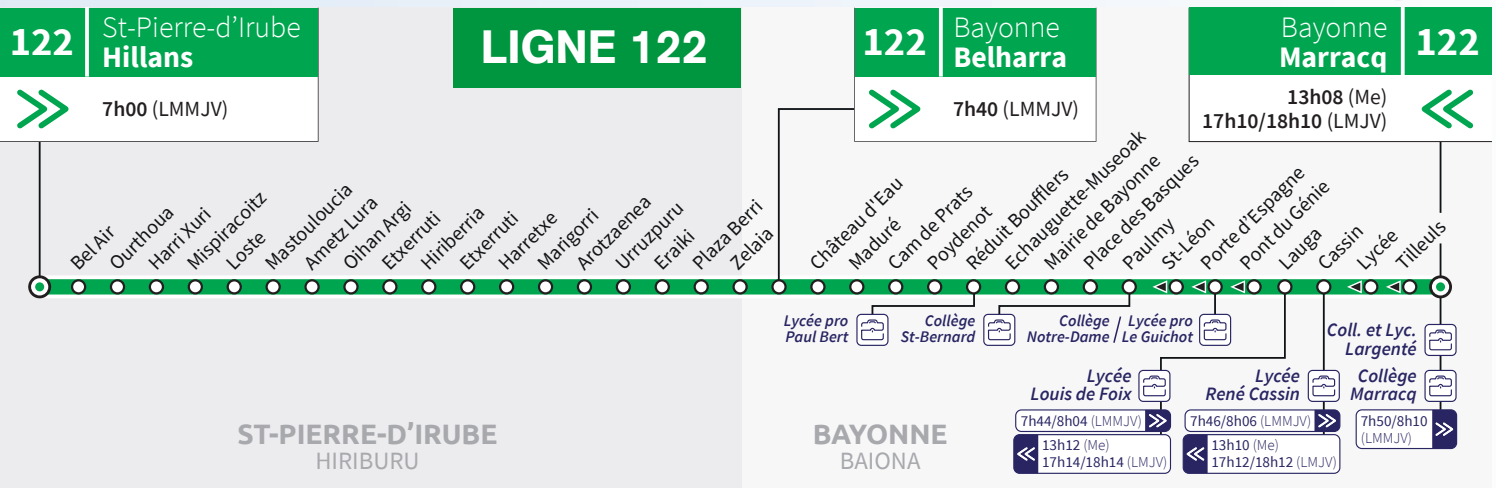 122
St-Pierre-d'Irube
Hillans
7h00 (LMMJV)
LIGNE 122
122
Bayonne
Belharra
7h40 (LMMJV)
Bayonne
Marracq
122
13h08 (Me)
17h10/18h10 (LMJV)
Bel Air
Ourthoua
Harri Xuri
Mispiracoitz
Loste
Mastouloucia
Ametz Lura
Oihan Argi
Etxerruti
Hiriberria
Etxerruti
Harretxe
Marigorri
Arotzaenea
Urruzpuru
Eraiki
Plaza Berri
Zelaia
Château d'Eau
Maduré
Cam de Prats
Poydenot
Réduit Boufflers
Echauguette-Museoak
Mairie de Bayonne
Place des Basques
Paulmy
St-Léon
Porte d'Espagne
Pont du Génie
Lauga
Cassin
Lycée
Tilleuls
Lycée pro
Paul Bert
Collège
St-Bernard
Collège
Notre-Dame
/
Lycée pro
Le Guichot
Coll. et Lyc.
Largenté
Lycée
Louis de Foix
7h44/8h04 (LMMJV)
13h12 (Me)
17h14/18h14 (LMJV)
Lycée
René Cassin
7h46/8h06 (LMMJV)
13h10 (Me)
17h12/18h12 (LMJV)
Collège
Marracq
7h50/8h10
(LMMJV)
ST-PIERRE-D'IRUBE
HIRIBURU
BAYONNE
BAIONA